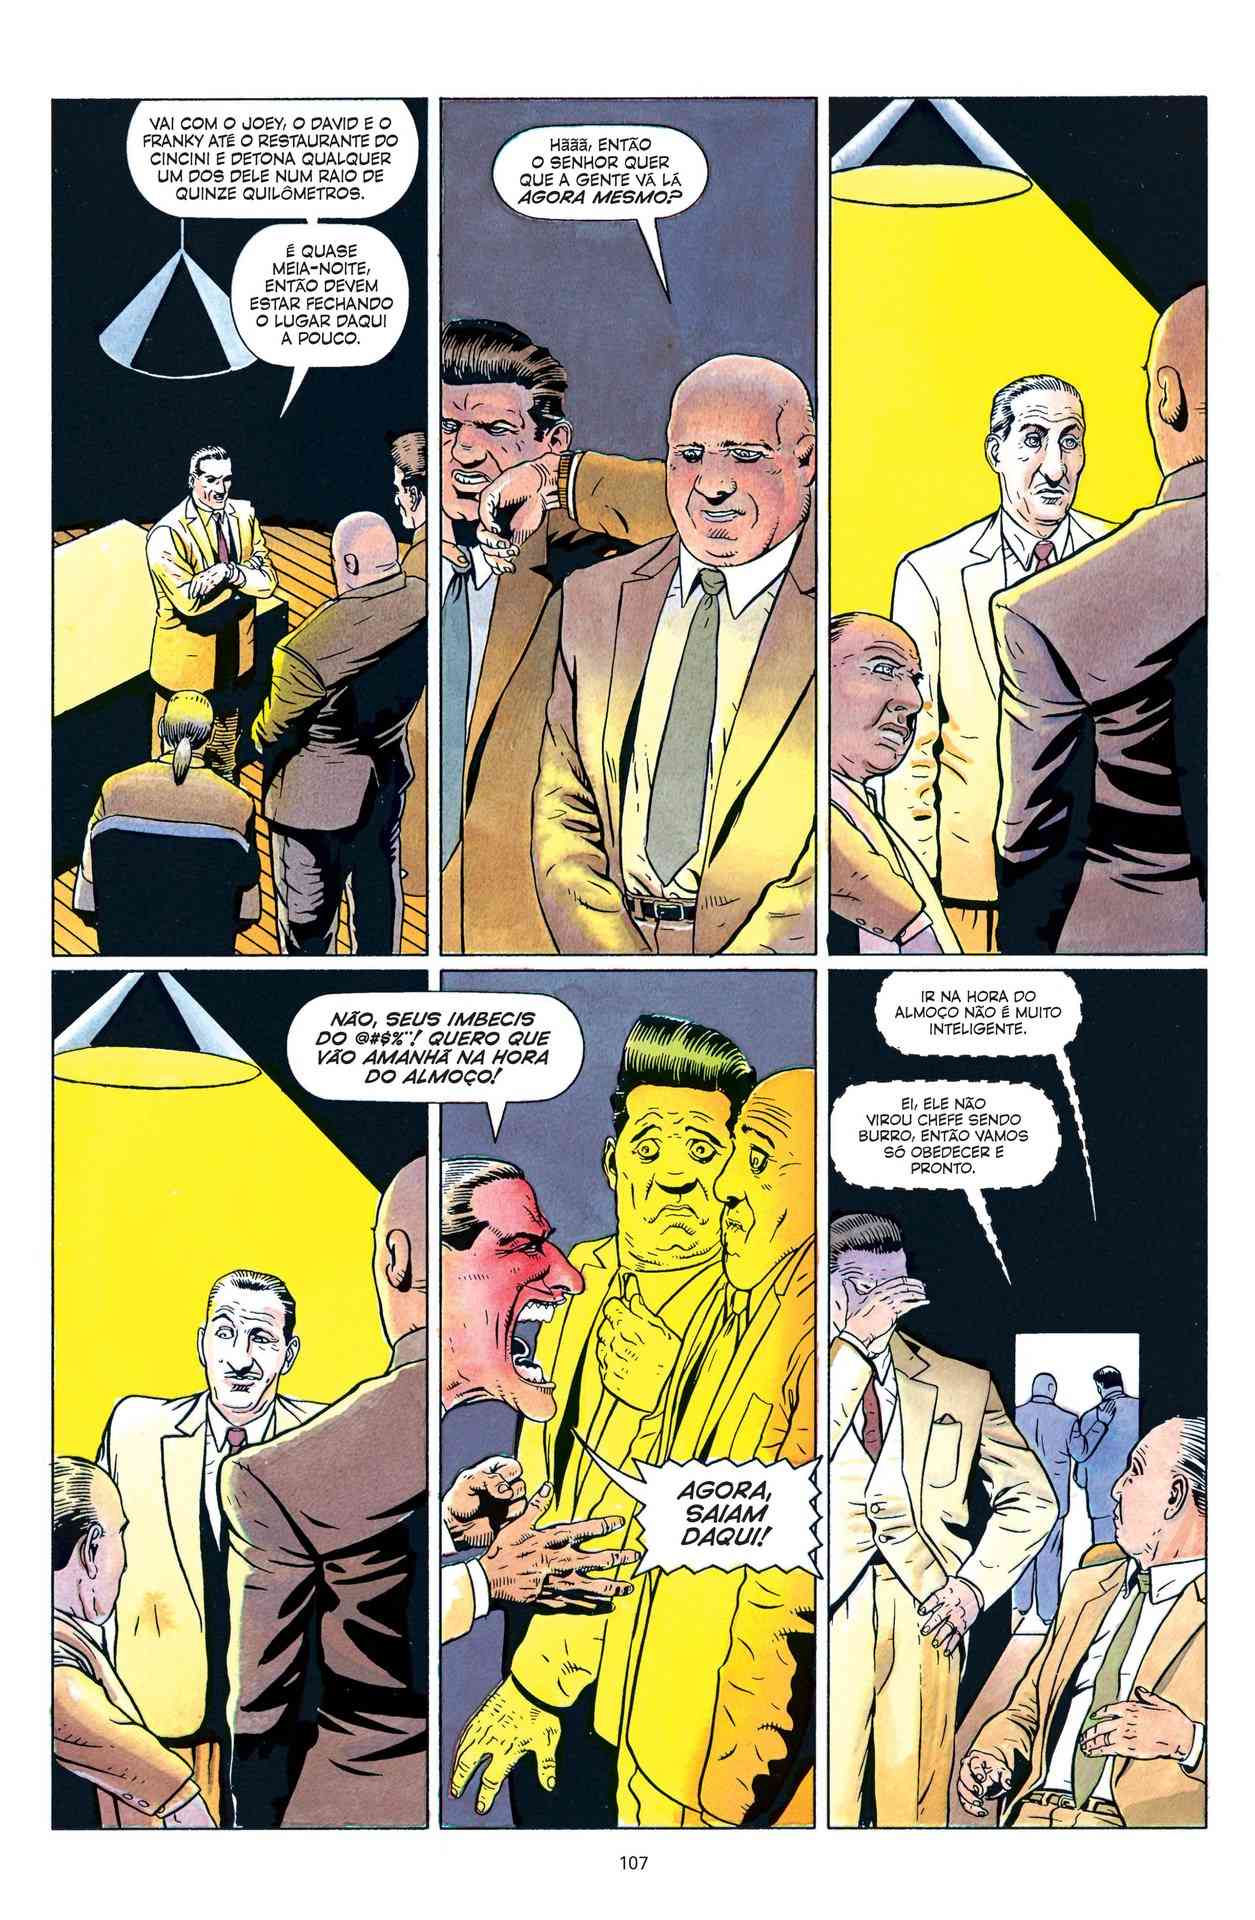 VAI COM O JOEY, O DAVID E O
FRANKY ATÉ O RESTAURANTE DO
CINCINI E DETONA QUALQUER
UM DOS DELE NUM RAIO DE
QUINZE QUILÔMETROS.
É QUASE
MEIA-NOITE,
ENTÃO DEVEM
ESTAR FECHANDO
O LUGAR DAQUI
A POUCO.
HÃÃÃ, ENTÃO
O SENHOR QUER
QUE A GENTE VÁ LÁ
AGORA MESMO?
NÃO, SEUS IMBECIS
DO @#$%¨! QUERO QUE
VÃO AMANHÃ NA HORA
DO ALMOÇO!
AGORA,
SAIAM
DAQUI!
IR NA HORA DO
ALMOÇO NÃO É MUITO
INTELIGENTE.
EI, ELE NÃO
VIROU CHEFE SENDO
BURRO, ENTÃO VAMOS
SÓ OBEDECER E
PRONTO.
107